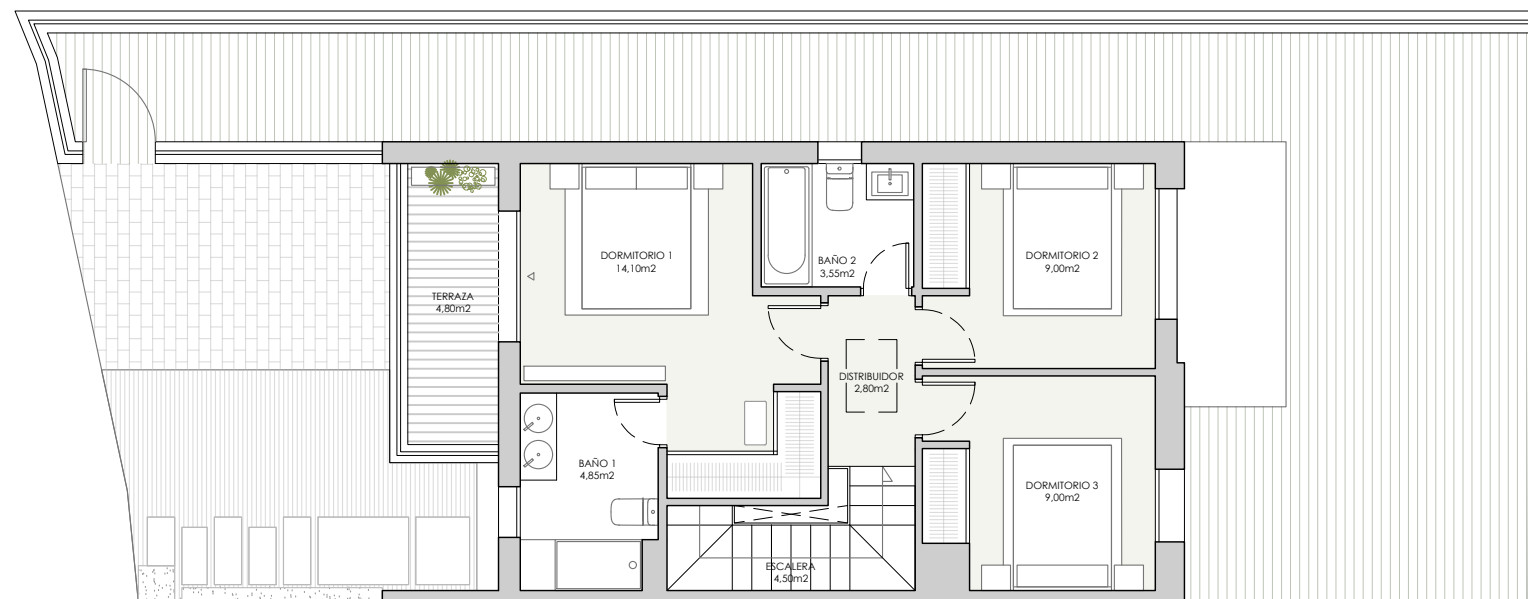 DORMITORIO 1
14,10m2
BAÑO 2
3,55m2
DORMITORIO 2
9,00m2
TERRAZA
4,80m2
DISTRIBUIDOR
2,80m2
BAÑO 1
4,85m2
DORMITORIO 3
9,00m2
ESCALERA
4,50m2